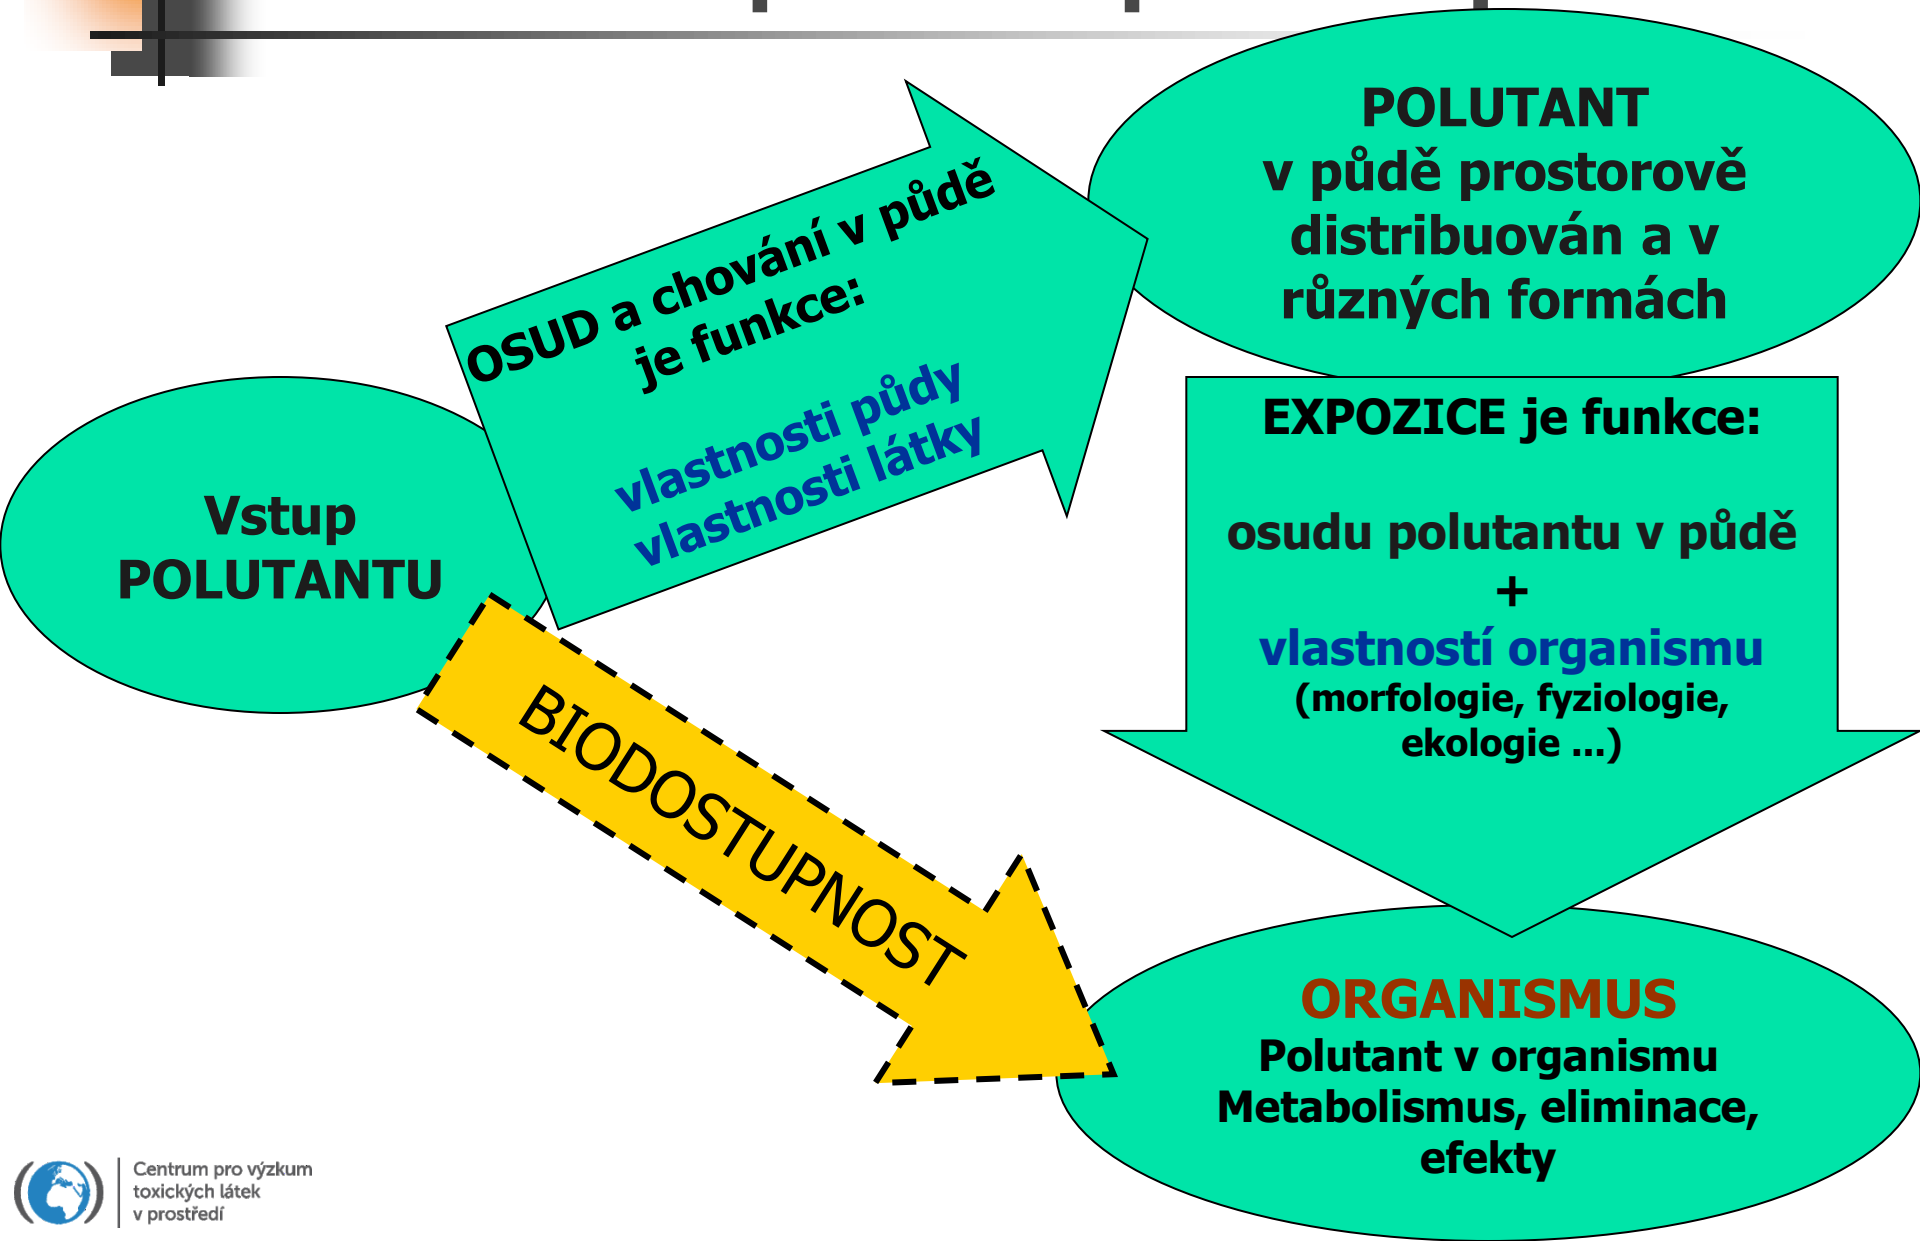 POLUTANT
v půdě prostorově
distribuován a v
různých formách
OSUD a chování v půdě
je funkce:
vlastnosti půdy
vlastnosti látky
Vstup
POLUTANTU
EXPOZICE je funkce:
osudu polutantu v půdě
+
vlastností organismu
(morfologie, fyziologie,
ekologie ...)
BIODOSTUPNOST
ORGANISMUS
Polutant v organismu
Metabolismus, eliminace,
efekty
Centrum pro výzkum
toxických látek
v prostředí